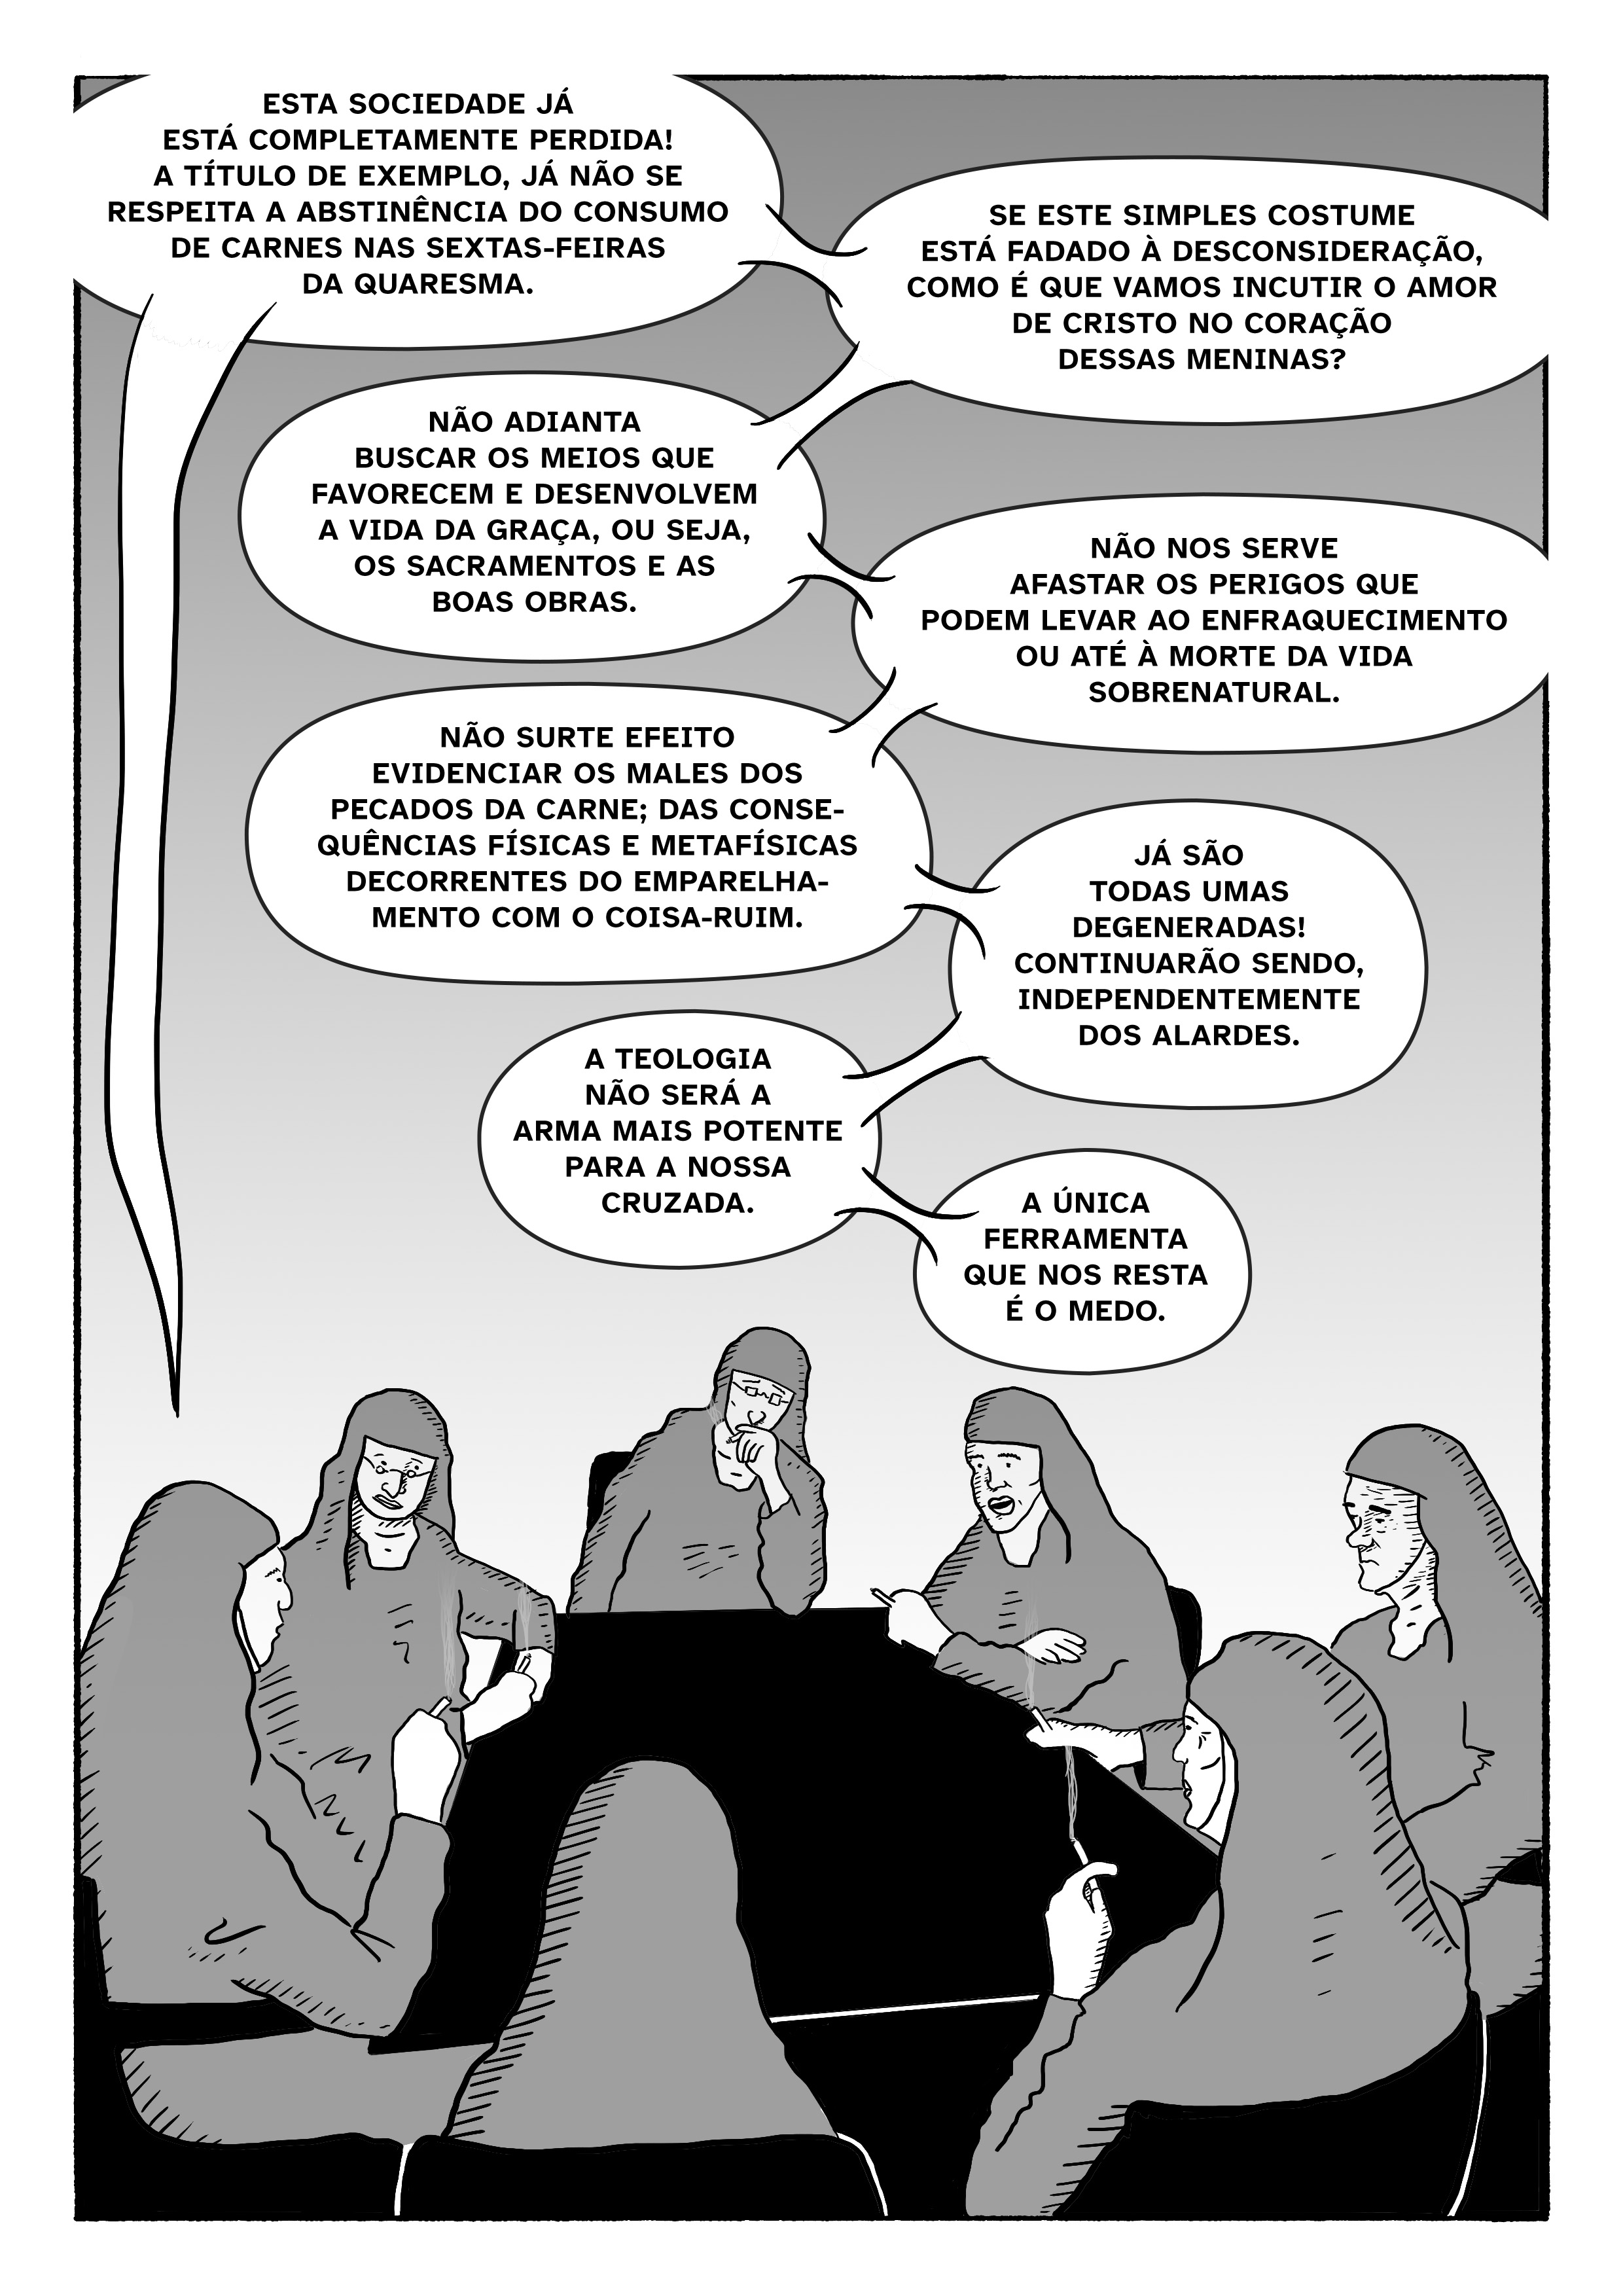 ESTA SOCIEDADE JÁ
ESTÁ COMPLETAMENTE PERDIDA!
A TÍTULO DE EXEMPLO, JÁ NÃO SE
RESPEITA A ABSTINÊNCIA DO CONSUMO
DE CARNES NAS SEXTAS-FEIRAS
DA QUARESMA.
SE ESTE SIMPLES COSTUME
ESTÁ FADADO À DESCONSIDERAÇÃO,
COMO É QUE VAMOS INCUTIR O AMOR
DE CRISTO NO CORAÇÃO
DESSAS MENINAS?
NÃO ADIANTA
BUSCAR OS MEIOS QUE
FAVORECEM E DESENVOLVEM
A VIDA DA GRAÇA, OU SEJA,
OS SACRAMENTOS E AS
BOAS OBRAS.
NÃO NOS SERVE
AFASTAR OS PERIGOS QUE
PODEM LEVAR AO ENFRAQUECIMENTO
OU ATÉ À MORTE DA VIDA
SOBRENATURAL.
NÃO SURTE EFEITO
EVIDENCIAR OS MALES DOS
PECADOS DA CARNE; DAS CONSE-
QUÊNCIAS FÍSICAS E METAFÍSICAS
DECORRENTES DO EMPARELHA-
MENTO COM O COISA-RUIM.
JÁ SÃO
TODAS UMAS
DEGENERADAS!
CONTINUARÃO SENDO,
INDEPENDENTEMENTE
DOS ALARDES.
A TEOLOGIA
NÃO SERÁ A
ARMA MAIS POTENTE
PARA A NOSSA
CRUZADA.
A ÚNICA
FERRAMENTA
QUE NOS RESTA
É O MEDO.